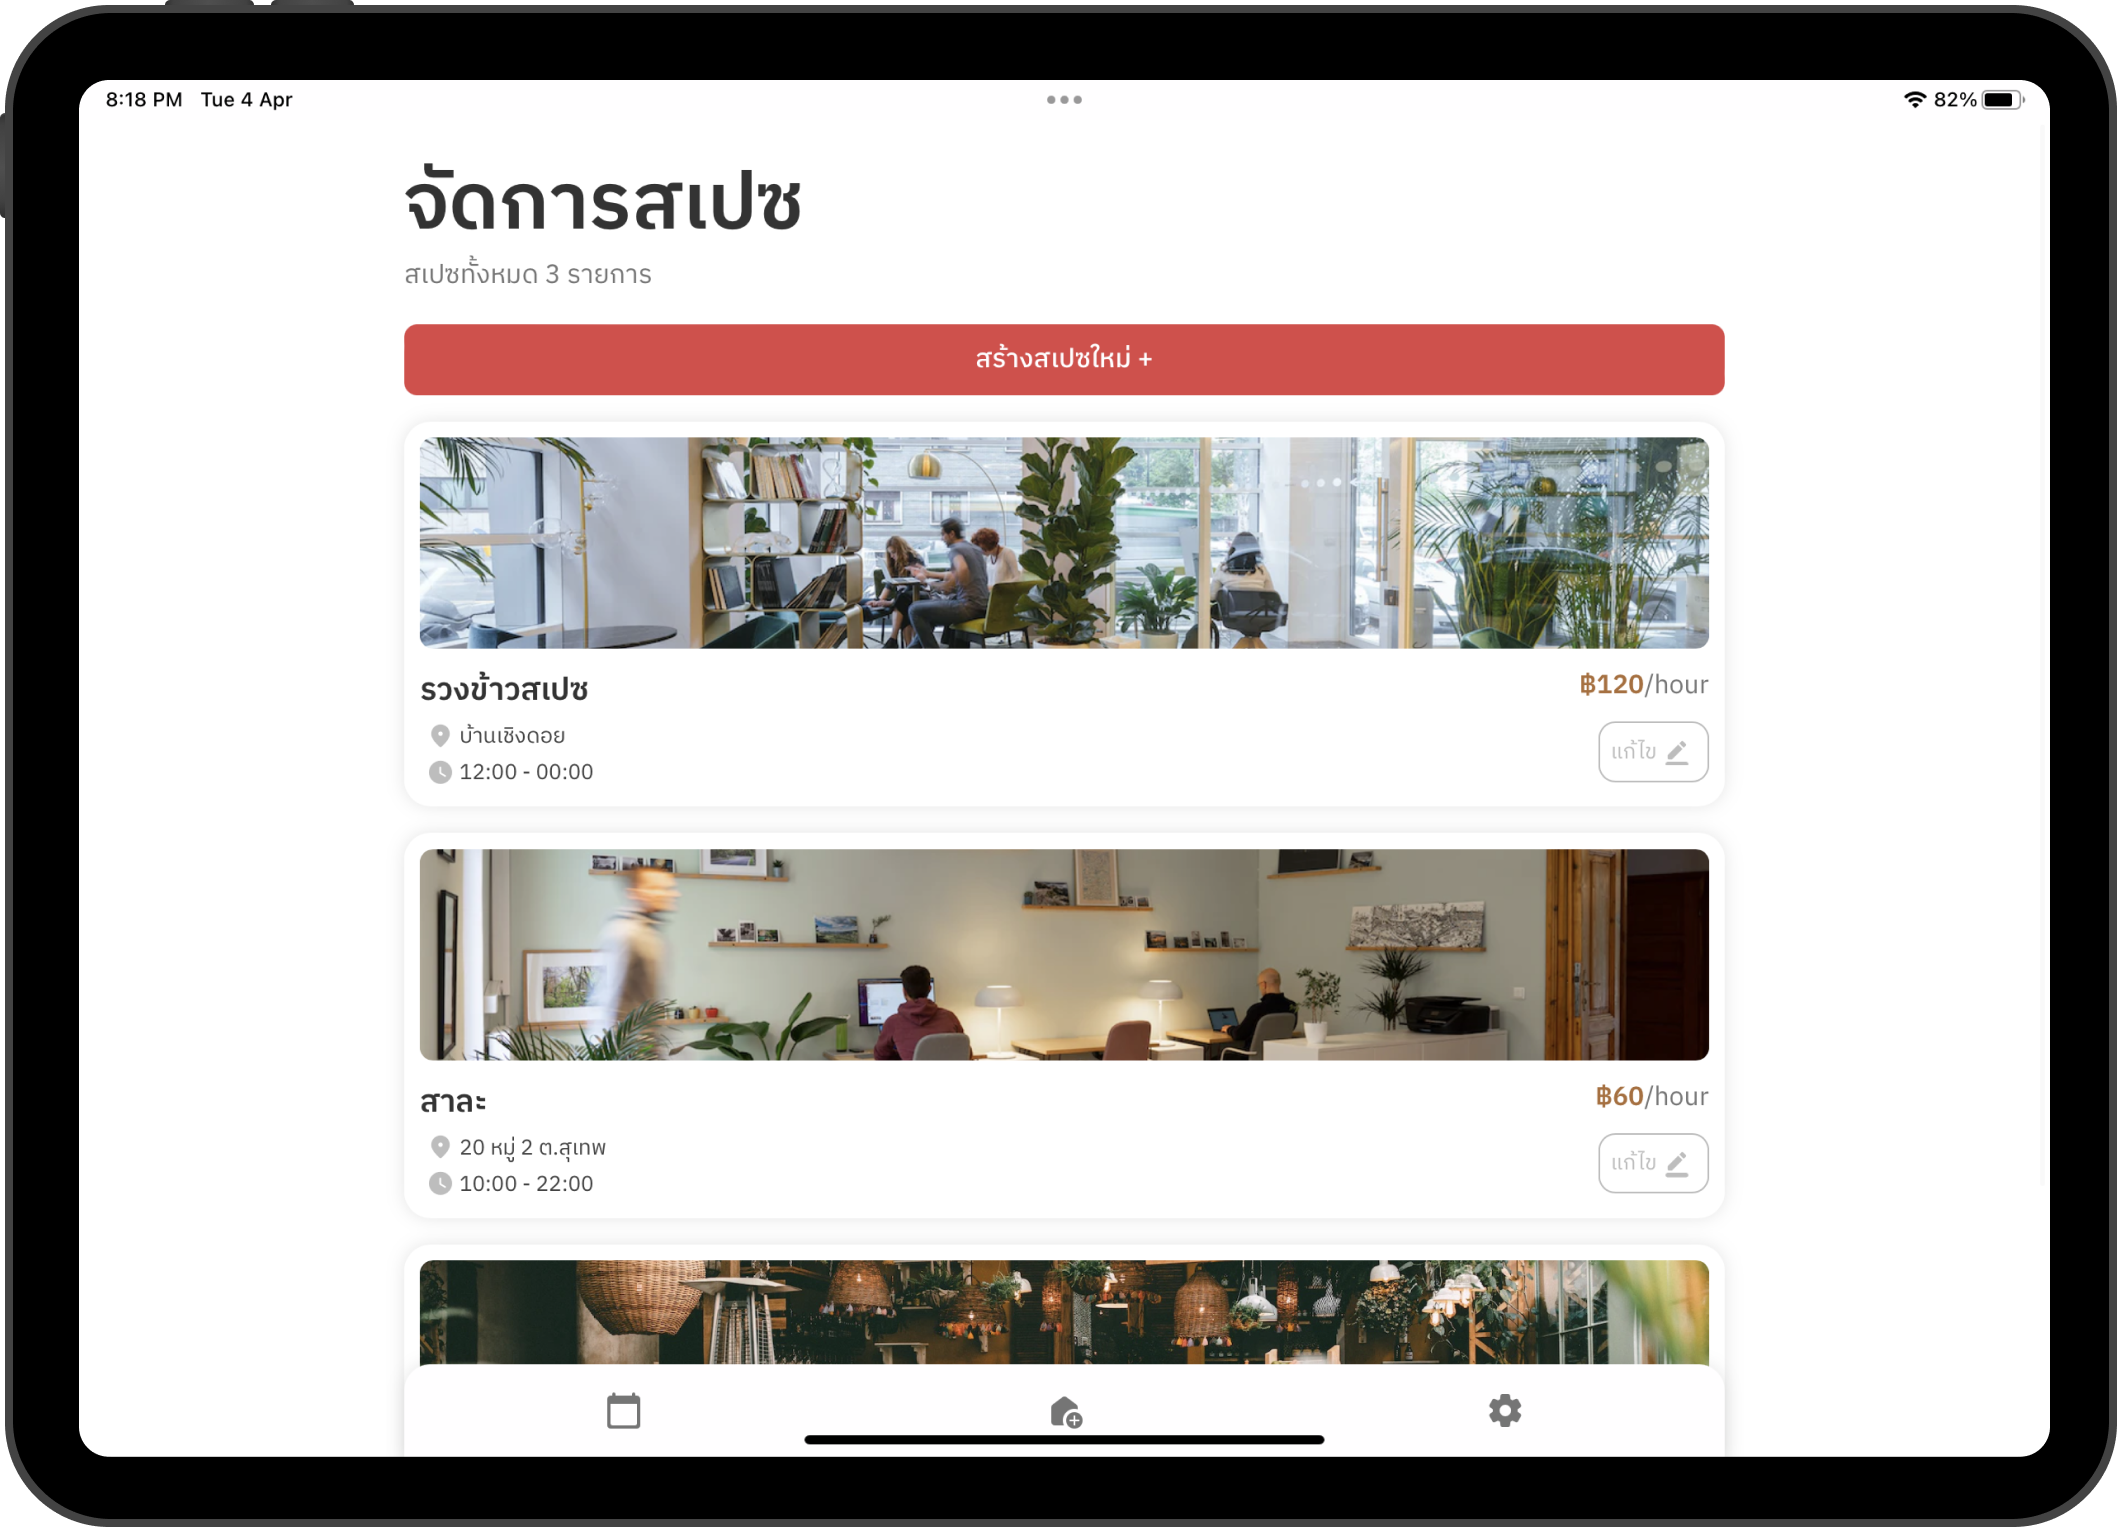 8:18 PM Tue 4 Apr
82%
จัดการสเปซ
สเปซทั้งหมด 3 รายการ
สร้างสเปซใหม่ +
รวงข้าวสเปซ
฿120/hour
บ้านเชิงดอย
แก้ไข
12:00 - 00:00
สาละ
฿60/hour
20 หมู่ 2 ต.สุเทพ
แก้ไข
10:00 - 22:00